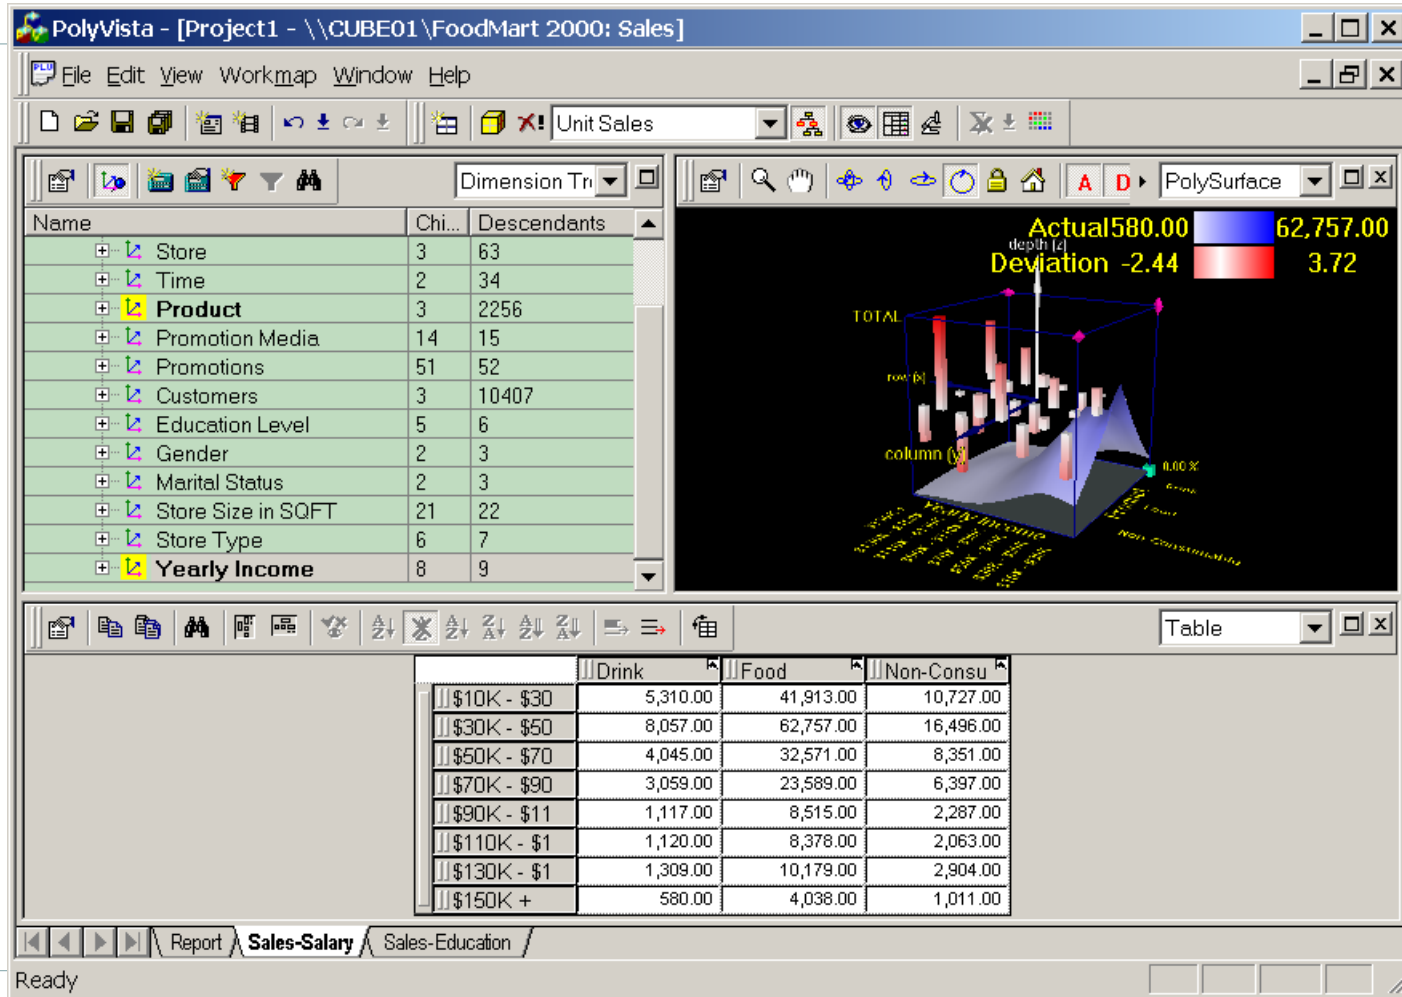 PolyVista - [Project1 - \\CUBE01\FoodMart 2000: Sales]
File Edit View Workmap Window Help
Unit Sales
Dimension Tr
PolySurface
Name Chi... Descendants
Store 3 63
Time 2 34
Product 3 2256
Promotion Media 14 15
Promotions 51 52
Customers 3 10407
Education Level 5 6
Gender 2 3
Marital Status 2 3
Store Size in SQFT 21 22
Store Type 6 7
Yearly Income 8 9
A D
Actual 580.00 62,757.00
depth (z)
Deviation -2.44 3.72
TOTAL
row (x)
column (y)
0.00 %
Yearly Income
Non-Consumable
Table
Drink Food Non-Consu
$10K - $30 5,310.00 41,913.00 10,727.00
$30K - $50 8,057.00 62,757.00 16,496.00
$50K - $70 4,045.00 32,571.00 8,351.00
$70K - $90 3,059.00 23,589.00 6,397.00
$90K - $11 1,117.00 8,515.00 2,287.00
$110K - $1 1,120.00 8,378.00 2,063.00
$130K - $1 1,309.00 10,179.00 2,904.00
$150K + 580.00 4,038.00 1,011.00
Report Sales-Salary Sales-Education
Ready